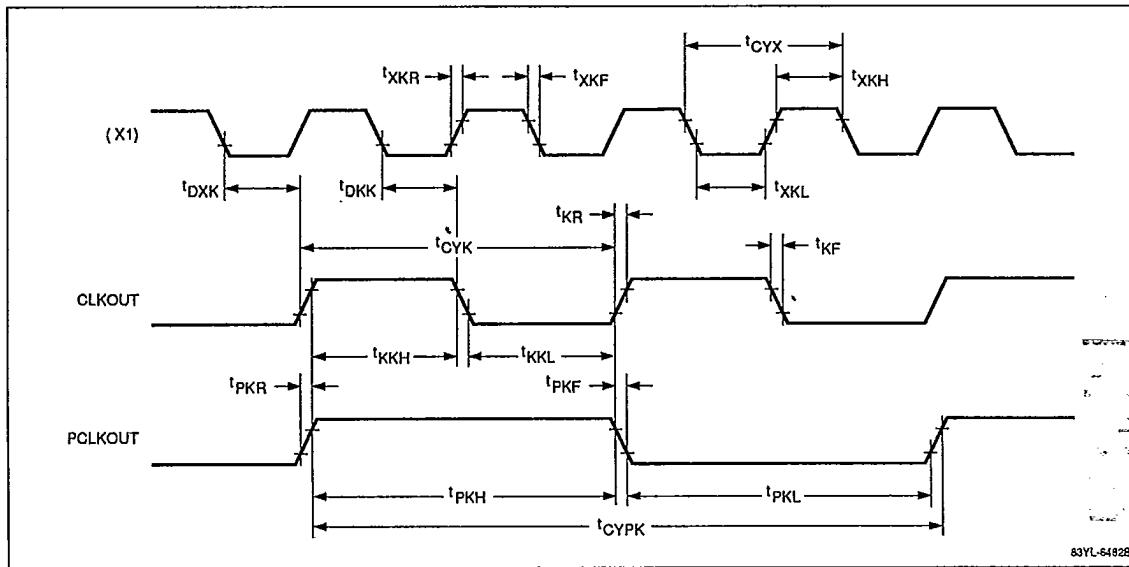 tCYX
tXKR
tXKF
tXKH
(X1)
tDXK
tDKK
tXKL
tKR
tCYK
tKF
CLKOUT
tKKH
tKKL
tPKR
tPKF
PCLKOUT
tPKH
tPKL
tCYPK
83YL-6482B